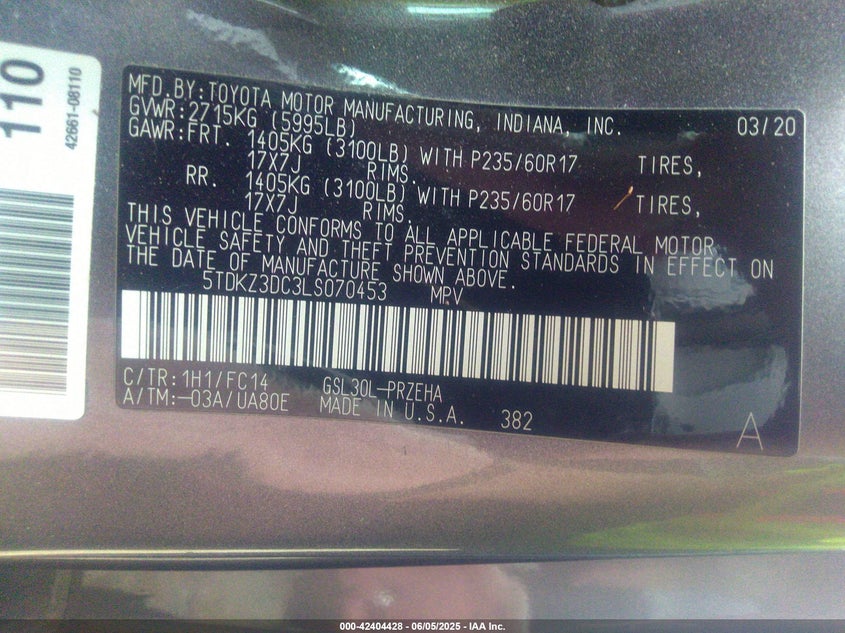 110
42661-08110
MFD.BY:TOYOTA MOTOR MANUFACTURING, INDIANA, INC. 03/20
GVWR:2715KG (5995LB)
GAWR:FRT. 1405KG (3100LB) WITH P235/60R17 TIRES,
17X7J RIMS.
RR. 1405KG (3100LB) WITH P235/60R17 TIRES,
17X7J RIMS.
THIS VEHICLE CONFORMS TO ALL APPLICABLE FEDERAL MOTOR
VEHICLE SAFETY AND THEFT PREVENTION STANDARDS IN EFFECT ON
THE DATE OF MANUFACTURE SHOWN ABOVE.
5TDKZ3DC3LS070453 MPV
C/TR:1H1/FC14 GSL30L-PRZEHA
A/TM:-03A/UA80E MADE IN U.S.A. 382
A
000-42404428 - 06/05/2025 - IAA Inc.